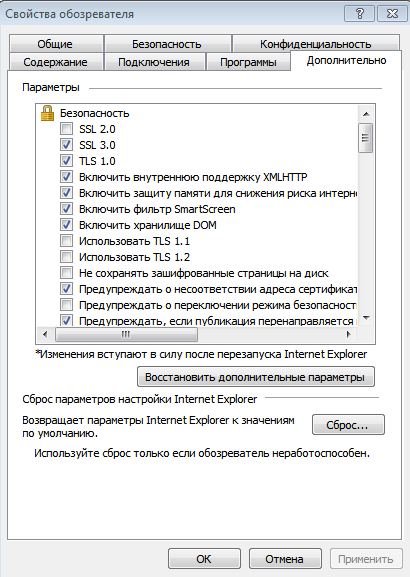 Свойства обозревателя
Общие Безопасность Конфиденциальность
Содержание Подключения Программы Дополнительно
Параметры
Безопасность
SSL 2.0
SSL 3.0
TLS 1.0
Включить внутреннюю поддержку XMLHTTP
Включить защиту памяти для снижения риска интерне
Включить фильтр SmartScreen
Включить хранилище DOM
Использовать TLS 1.1
Использовать TLS 1.2
Не сохранять зашифрованные страницы на диск
Предупреждать о несоответствии адреса сертификат
Предупреждать о переключении режима безопасност
Предупреждать, если публикация перенаправляется
*Изменения вступают в силу после перезапуска Internet Explorer
Восстановить дополнительные параметры
Сброс параметров настройки Internet Explorer
Возвращает параметры Internet Explorer к значениям
по умолчанию.
Сброс...
Используйте сброс только если обозреватель неработоспособен.
ОК Отмена Применить